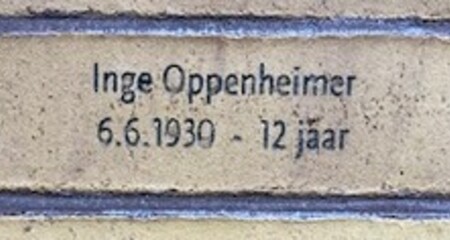 Inge Oppenheimer
6.6.1930 - 12 jaar